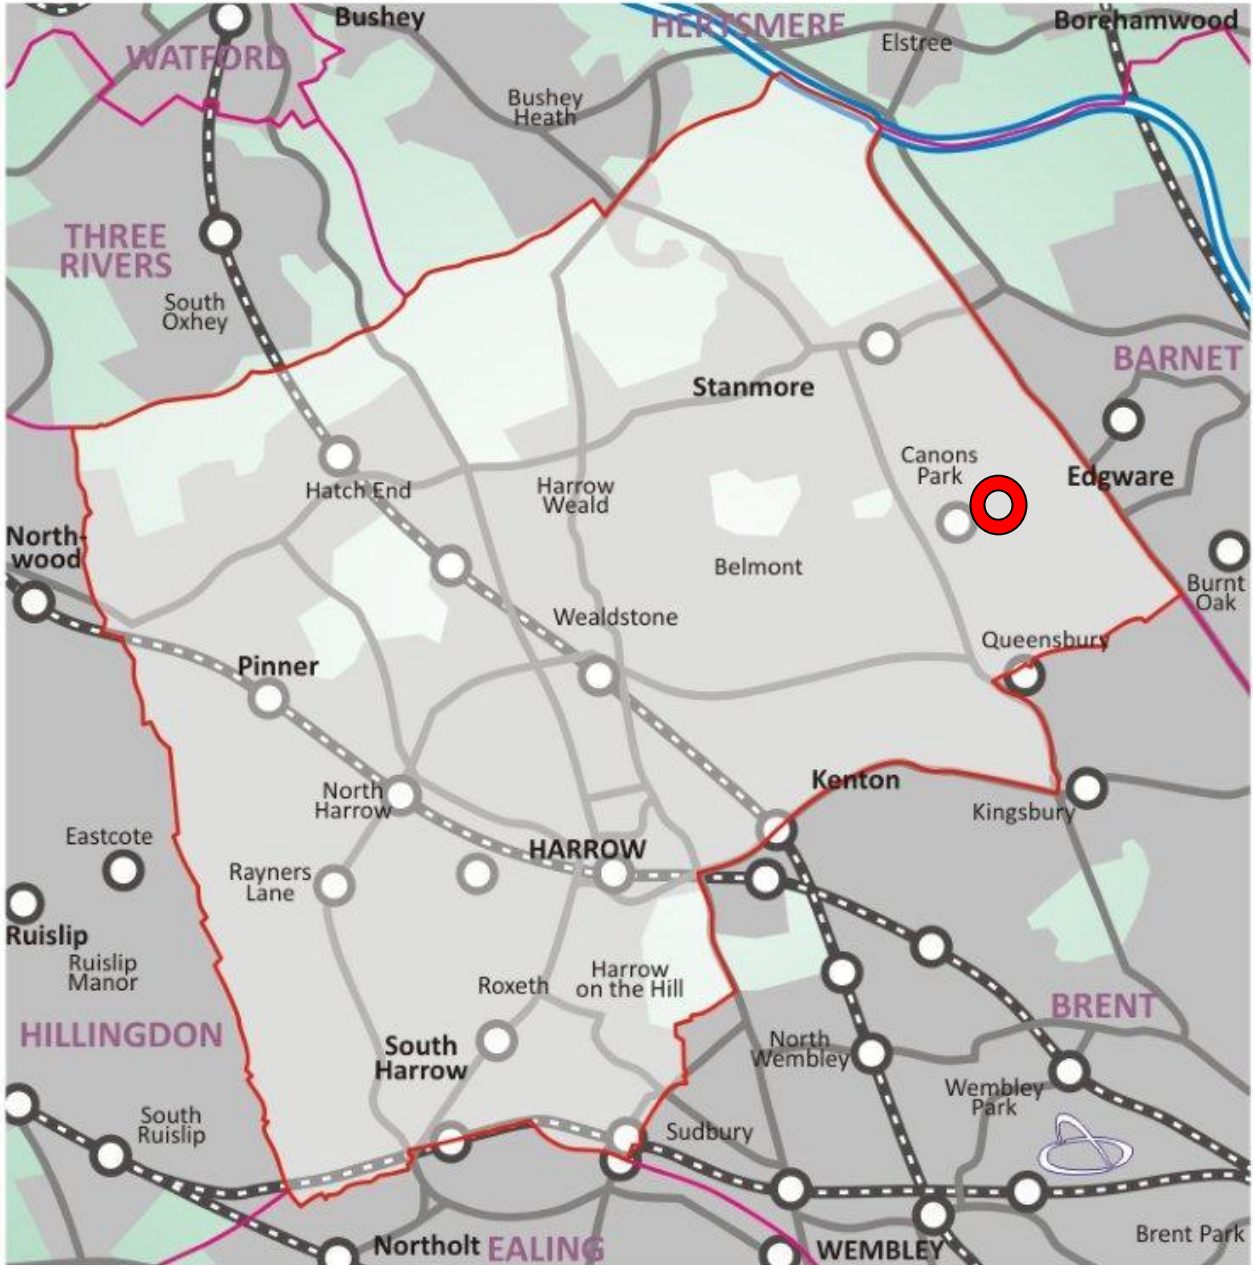 Bushey
HERTSMERE
Borehamwood
WATFORD
Elstree
Bushey
Heath
THREE
RIVERS
South
Oxhey
BARNET
Stanmore
Canons
Park
Edgware
Hatch End
Harrow
Weald
North-
wood
Belmont
Burnt
Oak
Wealdstone
Queensbury
Pinner
Kenton
North
Harrow
Kingsbury
Eastcote
HARROW
Rayners
Lane
Ruislip
Ruislip
Manor
Roxeth
Harrow
on the Hill
BRENT
HILLINGDON
South
Harrow
North
Wembley
Wembley
Park
South
Ruislip
Sudbury
Brent Park
Northolt
EALING
WEMBLEY